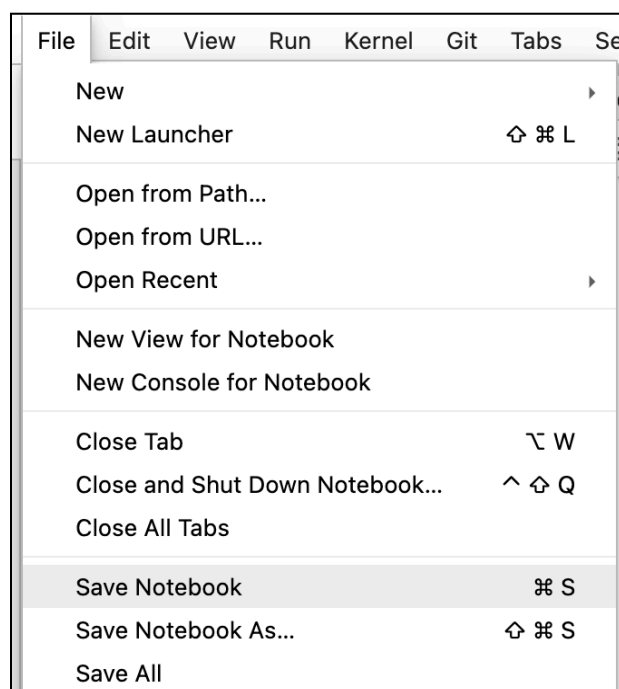 File Edit View Run Kernel Git Tabs Se
New
New Launcher ⇧ ⌘ L
Open from Path...
Open from URL...
Open Recent
New View for Notebook
New Console for Notebook
Close Tab ⌥ W
Close and Shut Down Notebook... ^ ⇧ Q
Close All Tabs
Save Notebook ⌘ S
Save Notebook As... ⇧ ⌘ S
Save All